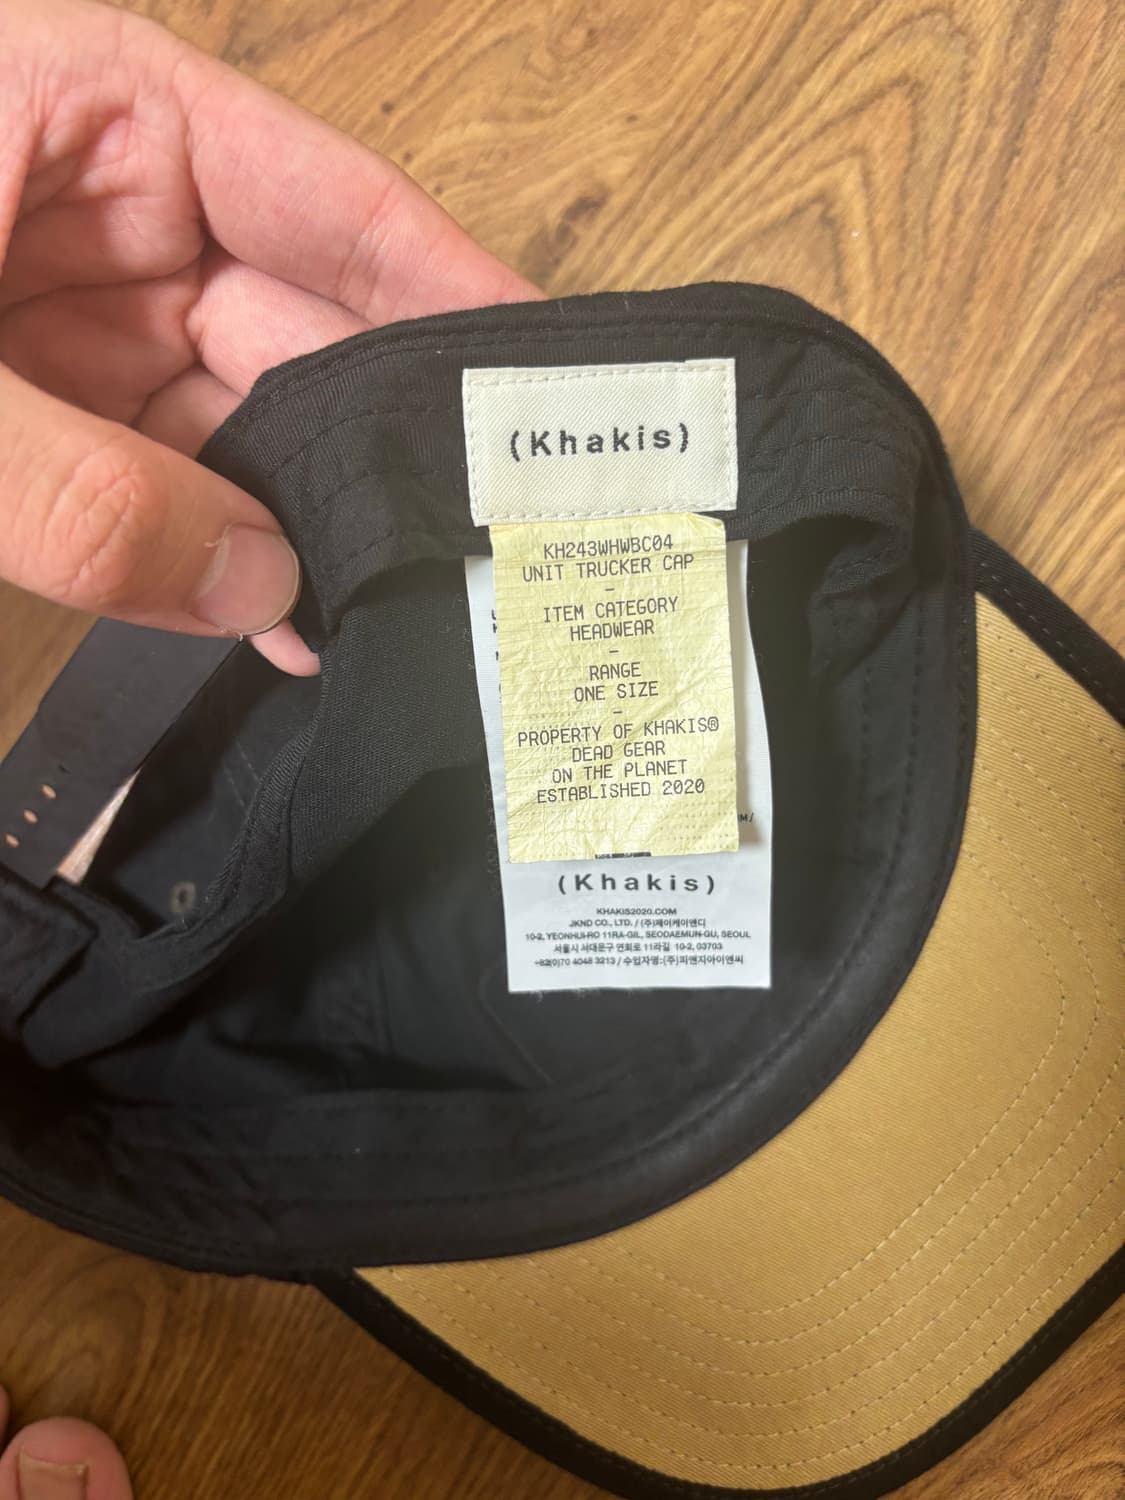 (Khakis)
KH243WHWBC04
UNIT TRUCKER CAP
–
ITEM CATEGORY
HEADWEAR
–
RANGE
ONE SIZE
–
PROPERTY OF KHAKIS®
DEAD GEAR
ON THE PLANET
ESTABLISHED 2020
(Khakis)
KHAKIS2020.COM
JKND CO., LTD. / (주)제이케이앤디
10-2, YEONHUI-RO 11RA-GIL, SEODAEMUN-GU, SEOUL
서울시 서대문구 연희로 11라길 10-2, 03703
+82(0)70 4048 3213 / 수입자명:(주)피앤지아이앤씨